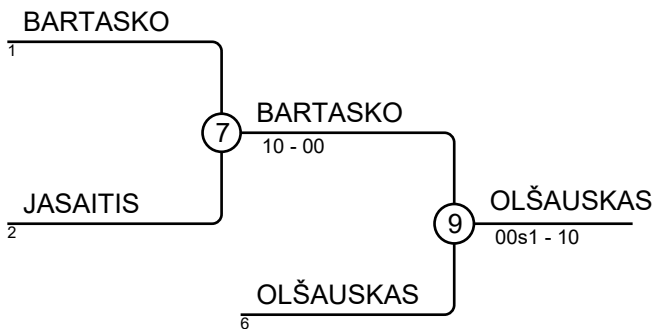 BARTASKO
1
7
BARTASKO
10 - 00
JASAITIS
2
9
OLŠAUSKAS
00s1 - 10
OLŠAUSKAS
6